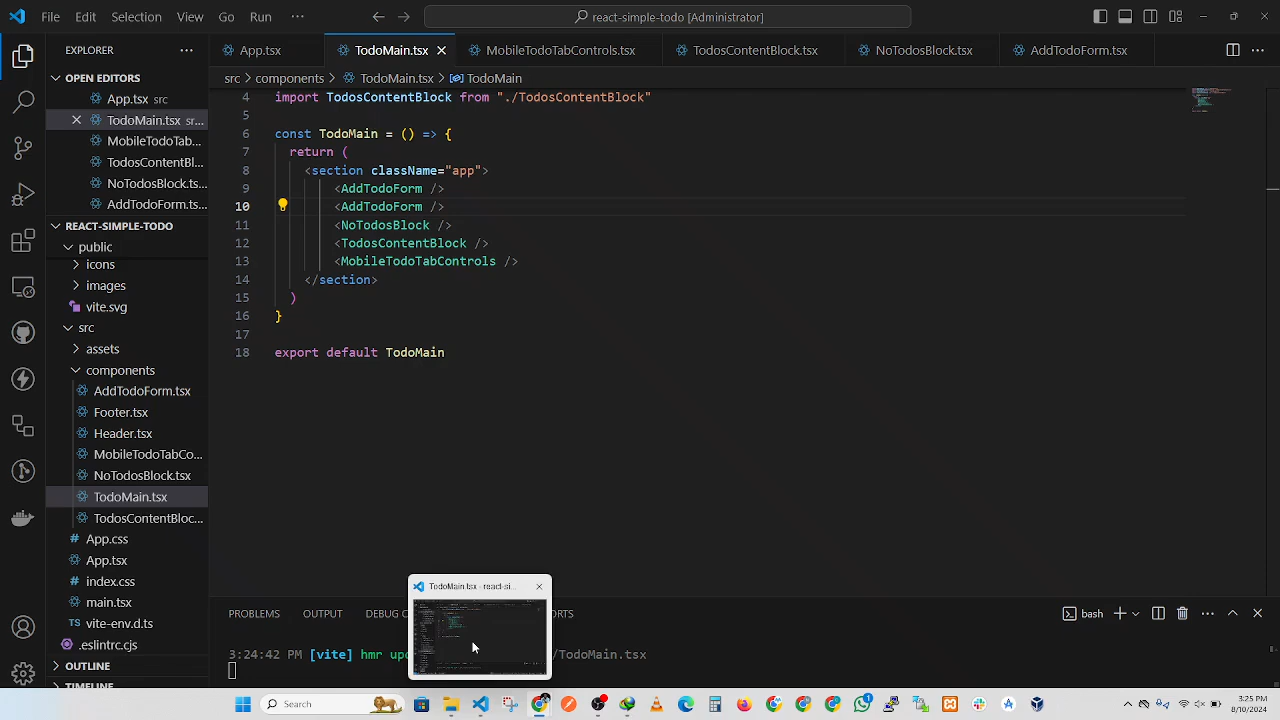 File Edit Selection View Go Run ··· react-simple-todo [Administrator]
EXPLORER
OPEN EDITORS
App.tsx src
TodoMain.tsx sr...
MobileTodoTab...
TodosContentBl...
NoTodosBlock.ts...
AddTodoForm.ts...
REACT-SIMPLE-TODO
public
icons
images
vite.svg
src
assets
components
AddTodoForm.tsx
Footer.tsx
Header.tsx
MobileTodoTabCo...
NoTodosBlock.tsx
TodoMain.tsx
TodosContentBloc...
App.css
App.tsx
index.css
main.tsx
vite-env.d.ts
.eslintrc.cjs
OUTLINE
TIMELINE
App.tsx TodoMain.tsx MobileTodoTabControls.tsx TodosContentBlock.tsx NoTodosBlock.tsx AddTodoForm.tsx
src > components > TodoMain.tsx > TodoMain
4 import TodosContentBlock from "./TodosContentBlock"
5
6 const TodoMain = () => {
7 return (
8 <section className="app">
9 <AddTodoForm />
10 <AddTodoForm />
11 <NoTodosBlock />
12 <TodosContentBlock />
13 <MobileTodoTabControls />
14 </section>
15 )
16 }
17
18 export default TodoMain
TodoMain.tsx - react-si...
PROBLEMS OUTPUT DEBUG C ORTS bash
3:24:42 PM [vite] hmr up /TodoMain.tsx
Search
1
3:25 PM
8/10/2024